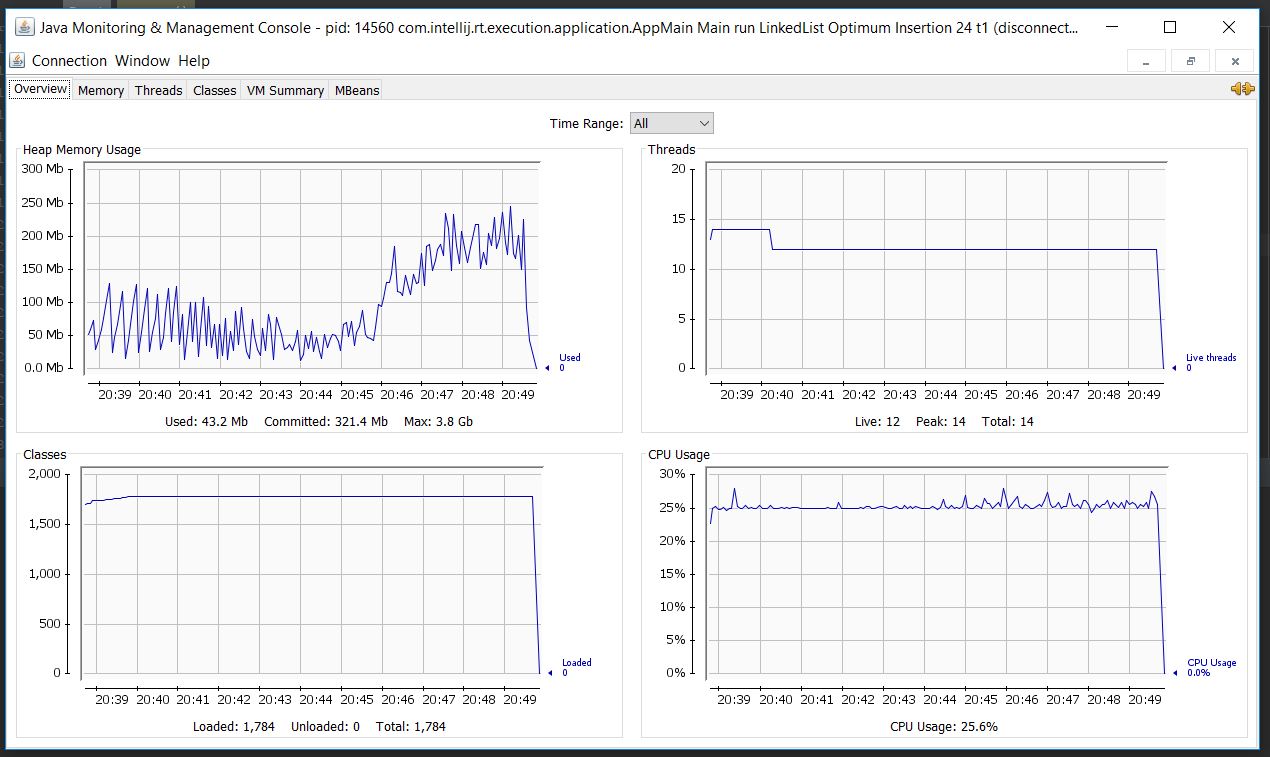 Java Monitoring & Management Console - pid: 14560 com.intellij.rt.execution.application.AppMain Main run LinkedList Optimum Insertion 24 t1 (disconnect...
Connection Window Help
Overview Memory Threads Classes VM Summary MBeans
Time Range: All
Heap Memory Usage
300 Mb
250 Mb
200 Mb
150 Mb
100 Mb
50 Mb
0.0 Mb
Used
0
20:39 20:40 20:41 20:42 20:43 20:44 20:45 20:46 20:47 20:48 20:49
Used: 43.2 Mb Committed: 321.4 Mb Max: 3.8 Gb
Threads
20
15
10
5
0
Live threads
0
20:39 20:40 20:41 20:42 20:43 20:44 20:45 20:46 20:47 20:48 20:49
Live: 12 Peak: 14 Total: 14
Classes
2,000
1,500
1,000
500
0
Loaded
0
20:39 20:40 20:41 20:42 20:43 20:44 20:45 20:46 20:47 20:48 20:49
Loaded: 1,784 Unloaded: 0 Total: 1,784
CPU Usage
30%
25%
20%
15%
10%
5%
0%
CPU Usage
0.0%
20:39 20:40 20:41 20:42 20:43 20:44 20:45 20:46 20:47 20:48 20:49
CPU Usage: 25.6%